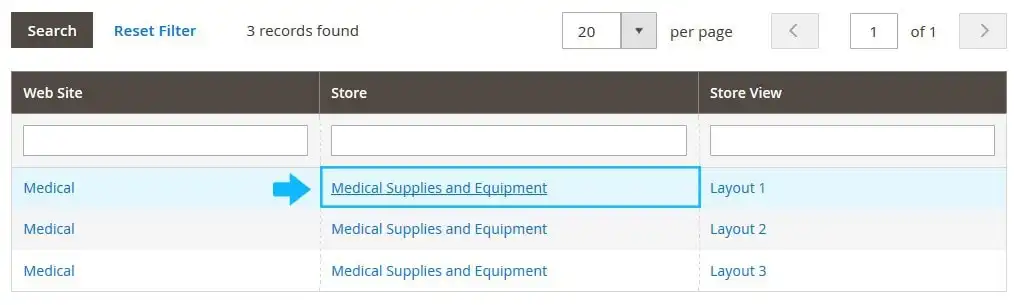 Search Reset Filter 3 records found 20 per page 1 of 1
Web Site Store Store View
Medical Medical Supplies and Equipment Layout 1
Medical Medical Supplies and Equipment Layout 2
Medical Medical Supplies and Equipment Layout 3